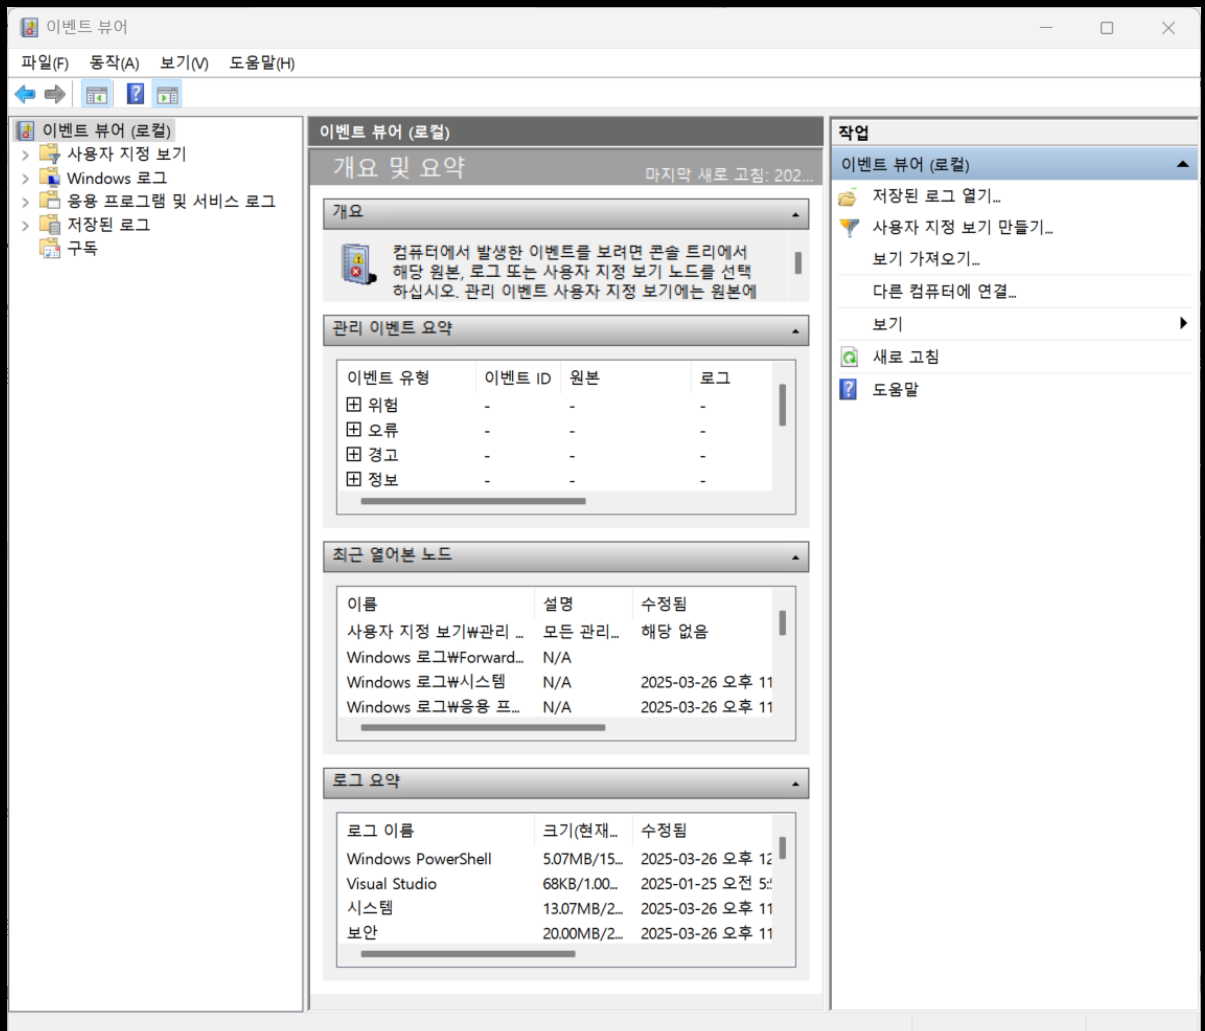 이벤트 뷰어
파일(F) 동작(A) 보기(V) 도움말(H)
이벤트 뷰어 (로컬)
사용자 지정 보기
Windows 로그
응용 프로그램 및 서비스 로그
저장된 로그
구독
이벤트 뷰어 (로컬)
개요 및 요약
마지막 새로 고침: 202...
개요
컴퓨터에서 발생한 이벤트를 보려면 콘솔 트리에서
해당 원본, 로그 또는 사용자 지정 보기 노드를 선택
하십시오. 관리 이벤트 사용자 지정 보기에는 원본에
관리 이벤트 요약
이벤트 유형 이벤트 ID 원본 로그
위험 - - -
오류 - - -
경고 - - -
정보 - - -
최근 열어본 노드
이름 설명 수정됨
사용자 지정 보기₩관리 ... 모든 관리... 해당 없음
Windows 로그₩Forward... N/A
Windows 로그₩시스템 N/A 2025-03-26 오후 11
Windows 로그₩응용 프... N/A 2025-03-26 오후 11
로그 요약
로그 이름 크기(현재... 수정됨
Windows PowerShell 5.07MB/15... 2025-03-26 오후 12
Visual Studio 68KB/1.00... 2025-01-25 오전 5:
시스템 13.07MB/2... 2025-03-26 오후 11
보안 20.00MB/2... 2025-03-26 오후 11
작업
이벤트 뷰어 (로컬)
저장된 로그 열기...
사용자 지정 보기 만들기...
보기 가져오기...
다른 컴퓨터에 연결...
보기
새로 고침
도움말